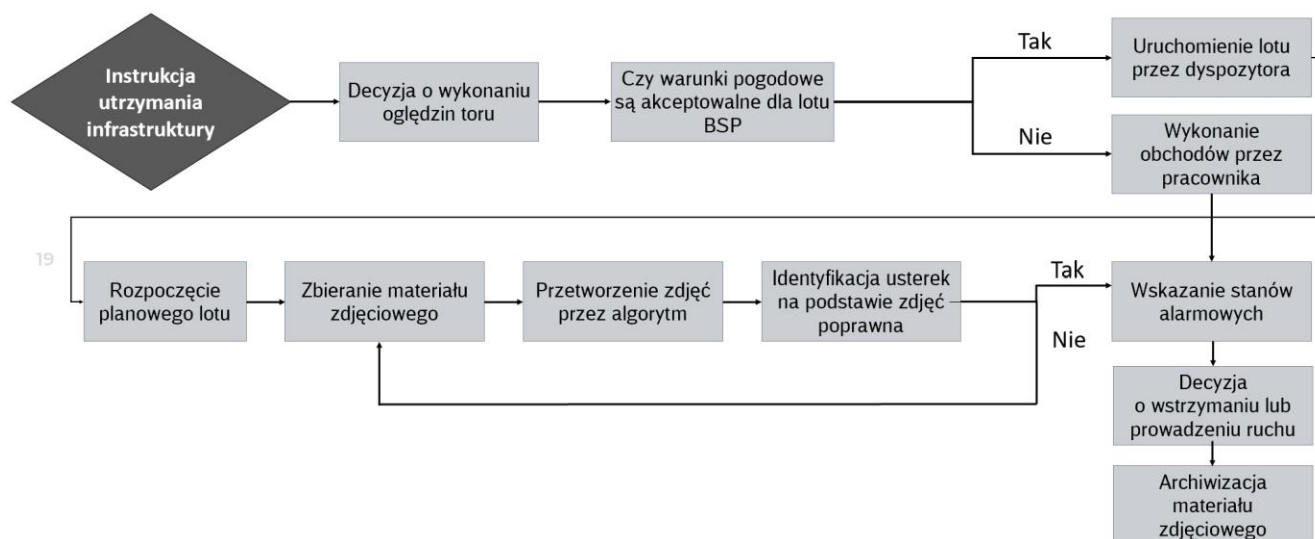 Instrukcja
utrzymania
infrastruktury
Decyzja o wykonaniu
oględzin toru
Czy warunki pogodowe
są akceptowalne dla lotu
BSP
Tak
Uruchomienie lotu
przez dyspozytora
Nie
Wykonanie
obchodów przez
pracownika
19
Rozpoczęcie
planowego lotu
Zbieranie materiału
zdjęciowego
Przetworzenie zdjęć
przez algorytm
Identyfikacja usterek
na podstawie zdjęć
poprawna
Tak
Nie
Wskazanie stanów
alarmowych
Decyzja
o wstrzymaniu lub
prowadzeniu ruchu
Archiwizacja
materiału
zdjęciowego